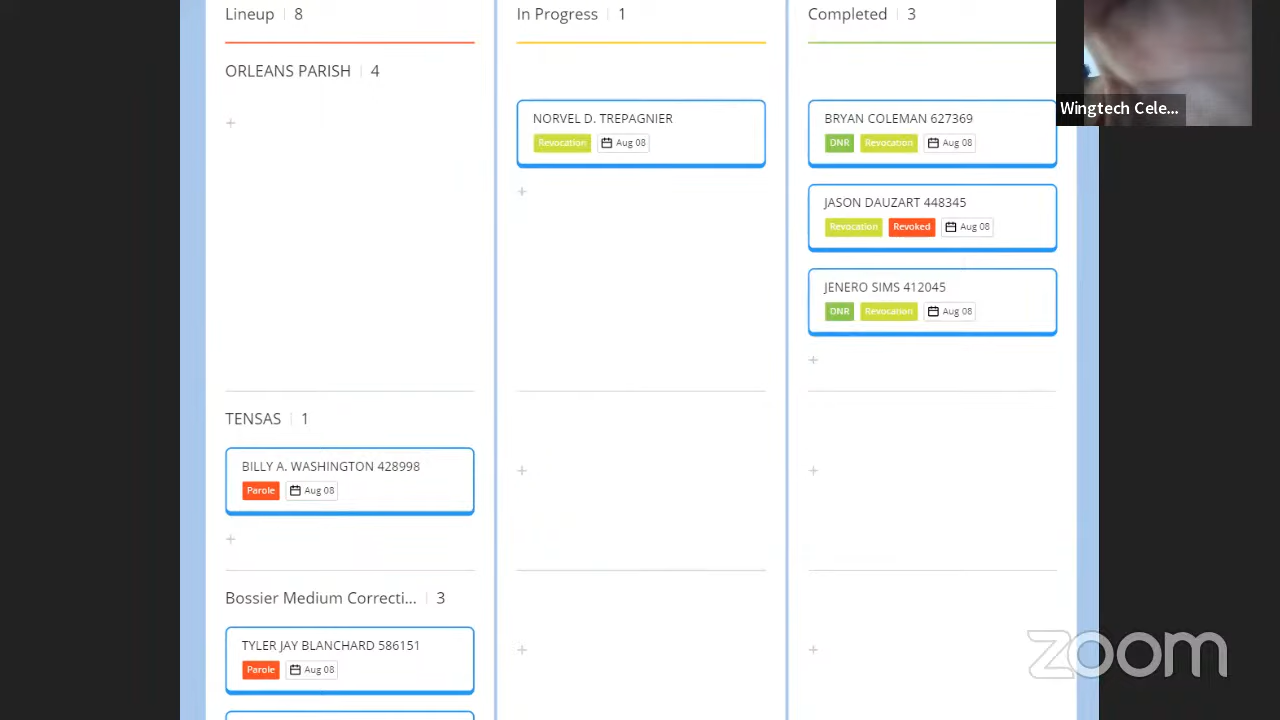 Lineup 8
In Progress 1
Completed 3
Wingtech Cele...
ORLEANS PARISH 4
NORVEL D. TREPAGNIER
Revocation Aug 08
BRYAN COLEMAN 627369
DNR Revocation Aug 08
JASON DAUZART 448345
Revocation Revoked Aug 08
JENERO SIMS 412045
DNR Revocation Aug 08
TENSAS 1
BILLY A. WASHINGTON 428998
Parole Aug 08
Bossier Medium Correcti... 3
TYLER JAY BLANCHARD 586151
Parole Aug 08
zoom